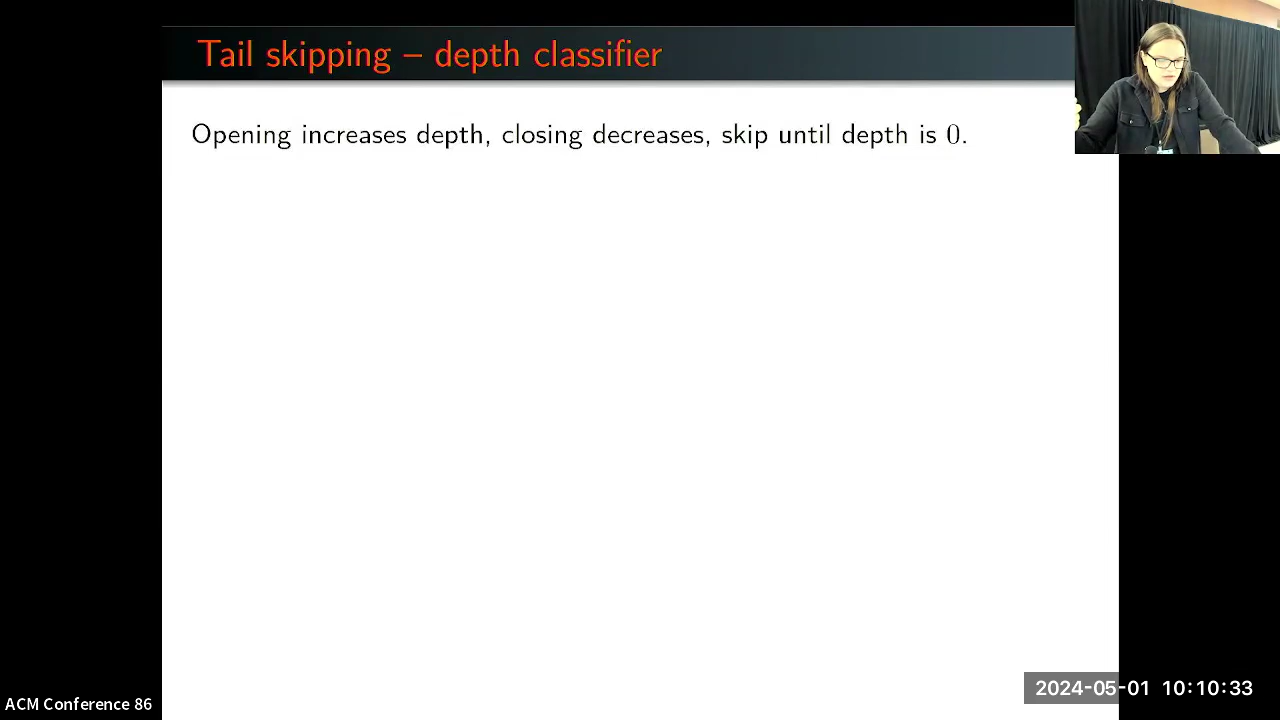 Tail skipping – depth classifier
Opening increases depth, closing decreases, skip until depth is 0.
2024-05-01 10:10:33
ACM Conference 86